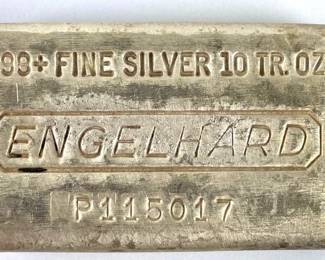 99+ FINE SILVER 10 TR. OZ
ENGELHARD
P115017